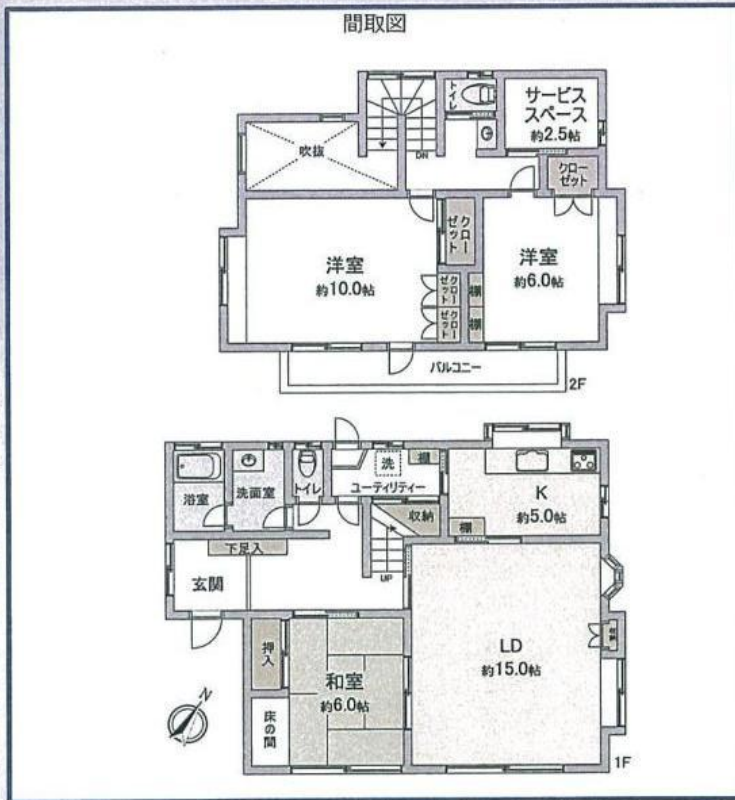 間取図
トイレ
サービス
スペース
約2.5帖
吹抜
DN
クロー
ゼット
クロー
ゼット
洋室
約10.0帖
洋室
約6.0帖
クロー
ゼット
クロー
ゼット
棚
棚
バルコニー
2F
浴室
洗面室
トイレ
洗
棚
ユーティリティー
K
約5.0帖
収納
棚
下足入
玄関
UP
押入
和室
約6.0帖
床の間
LD
約15.0帖
N
1F